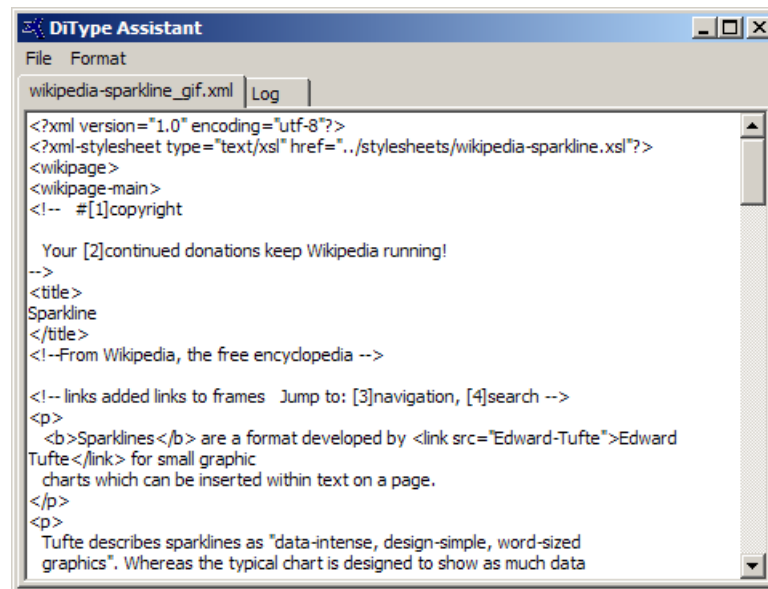 DiType Assistant
File Format
wikipedia-sparkline_gif.xml Log
<?xml version="1.0" encoding="utf-8"?>
<?xml-stylesheet type="text/xsl" href="../stylesheets/wikipedia-sparkline.xsl"?>
<wikipage>
<wikipage-main>
<!--  #[1]copyright
Your [2]continued donations keep Wikipedia running!
-->
<title>
Sparkline
</title>
<!--From Wikipedia, the free encyclopedia -->
<!-- links added links to frames  Jump to: [3]navigation, [4]search -->
<p>
<b>Sparklines</b> are a format developed by <link src="Edward-Tufte">Edward
Tufte</link> for small graphic
charts which can be inserted within text on a page.
</p>
<p>
Tufte describes sparklines as "data-intense, design-simple, word-sized
graphics". Whereas the typical chart is designed to show as much data